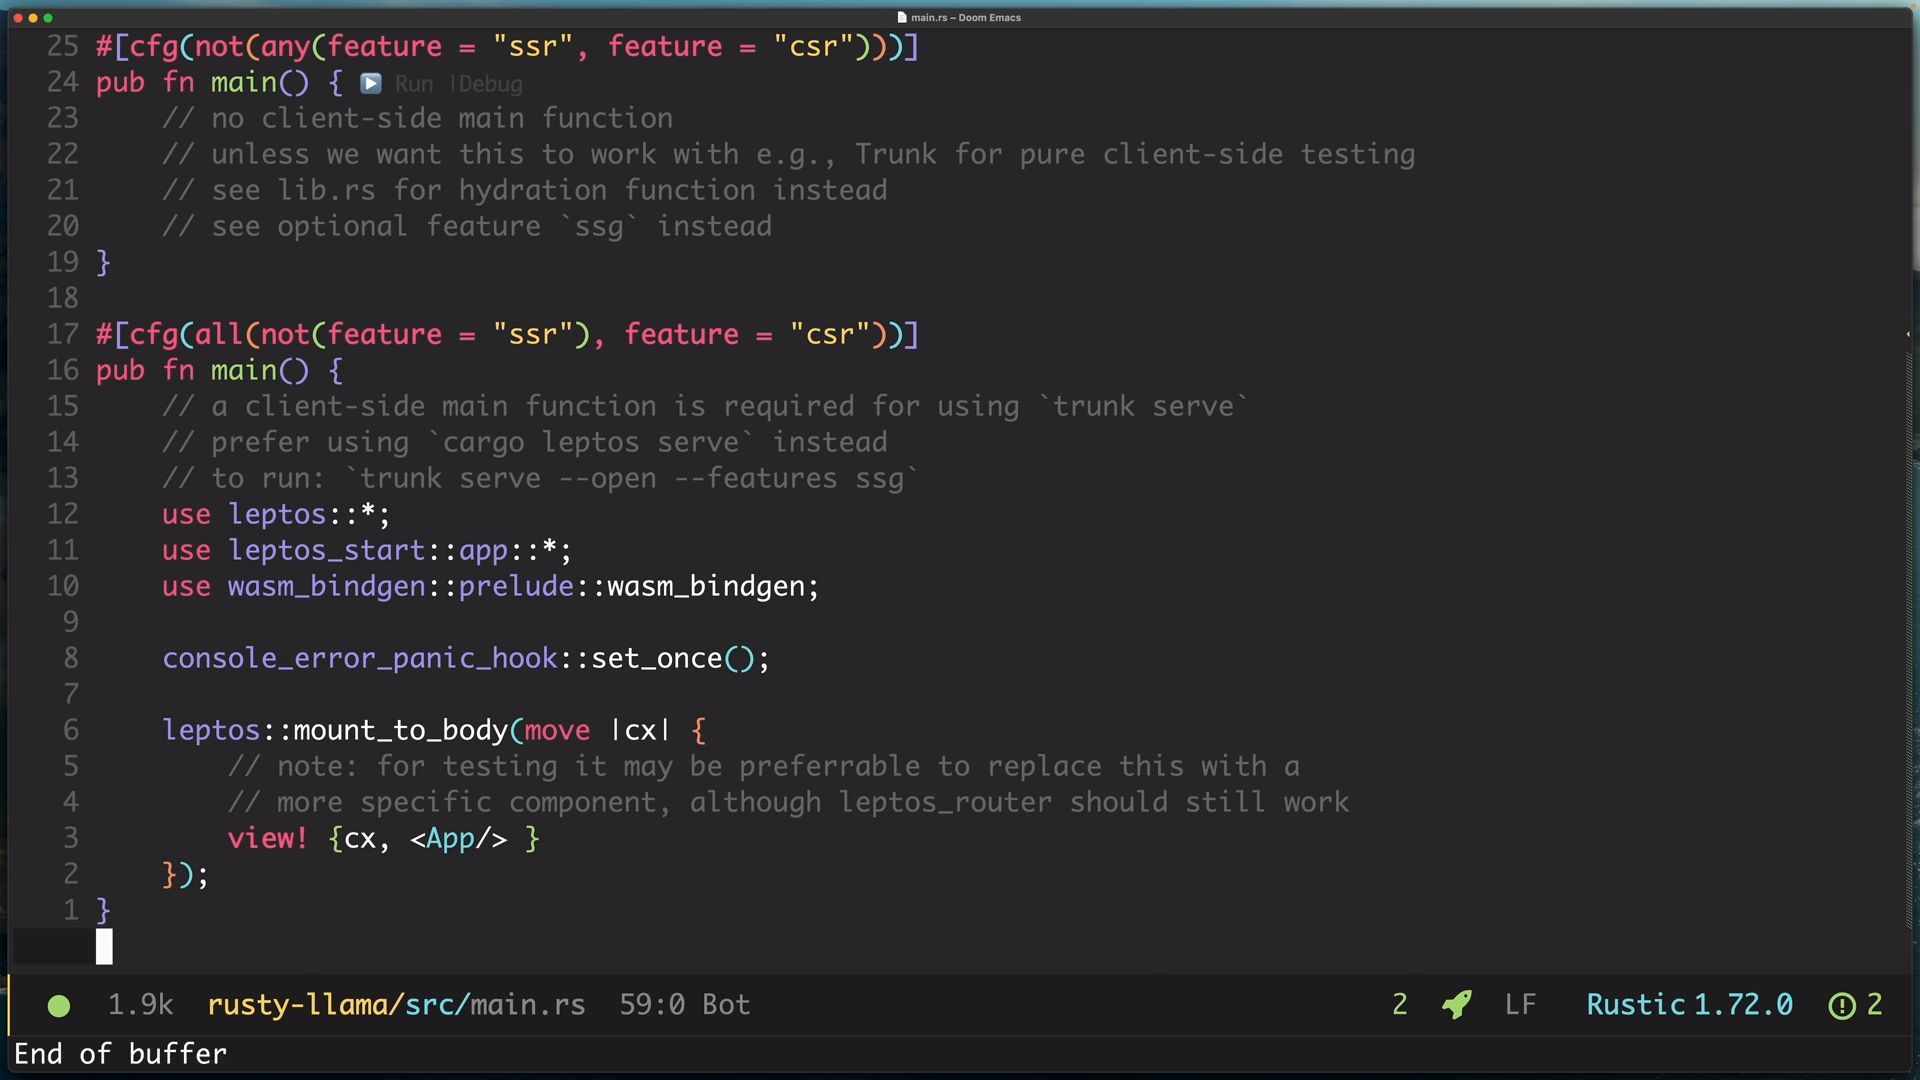 main.rs – Doom Emacs
25 #[cfg(not(any(feature = "ssr", feature = "csr")))]
24 pub fn main() { Run |Debug
23     // no client-side main function
22     // unless we want this to work with e.g., Trunk for pure client-side testing
21     // see lib.rs for hydration function instead
20     // see optional feature `ssg` instead
19 }
18
17 #[cfg(all(not(feature = "ssr"), feature = "csr"))]
16 pub fn main() {
15     // a client-side main function is required for using `trunk serve`
14     // prefer using `cargo leptos serve` instead
13     // to run: `trunk serve --open --features ssg`
12     use leptos::*;
11     use leptos_start::app::*;
10     use wasm_bindgen::prelude::wasm_bindgen;
9
8     console_error_panic_hook::set_once();
7
6     leptos::mount_to_body(move |cx| {
5         // note: for testing it may be preferrable to replace this with a
4         // more specific component, although leptos_router should still work
3         view! {cx, <App/> }
2     });
1 }
1.9k rusty-llama/src/main.rs 59:0 Bot 2 LF Rustic 1.72.0 2
End of buffer